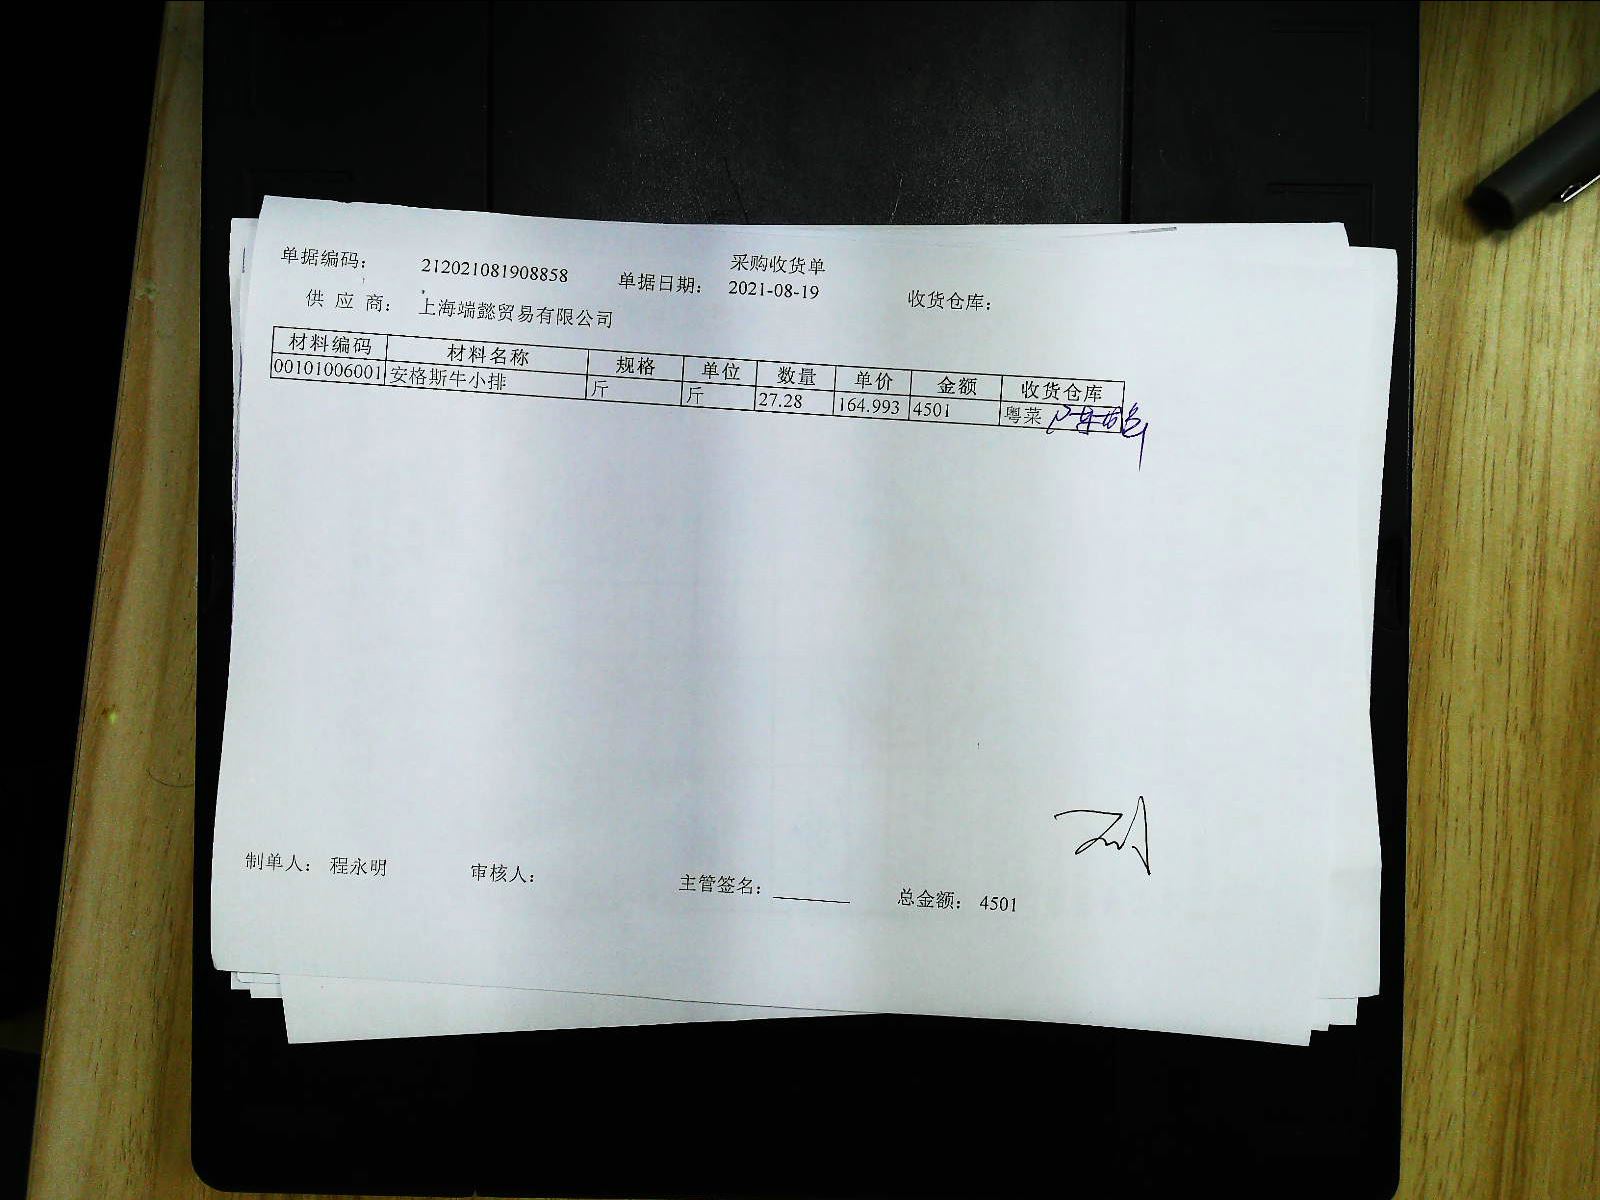 采购收货单
单据编码： 212021081908858 单据日期： 2021-08-19 收货仓库：
供 应 商： 上海端懿贸易有限公司
材料编码 材料名称 规格 单位 数量 单价 金额 收货仓库
00101006001 安格斯牛小排 斤 斤 27.28 164.993 4501 粤菜
制单人： 程永明 审核人： 主管签名： 总金额： 4501